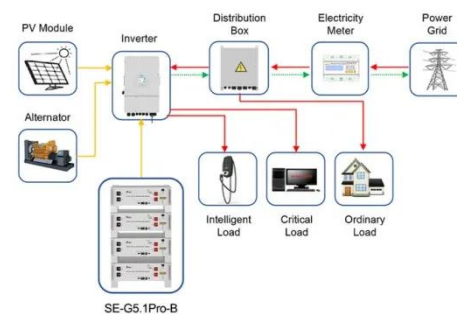 PV Module
Inverter
Distribution
Box
Electricity
Meter
Power
Grid
Alternator
Intelligent
Load
Critical
Load
Ordinary
Load
SE-G5.1Pro-B